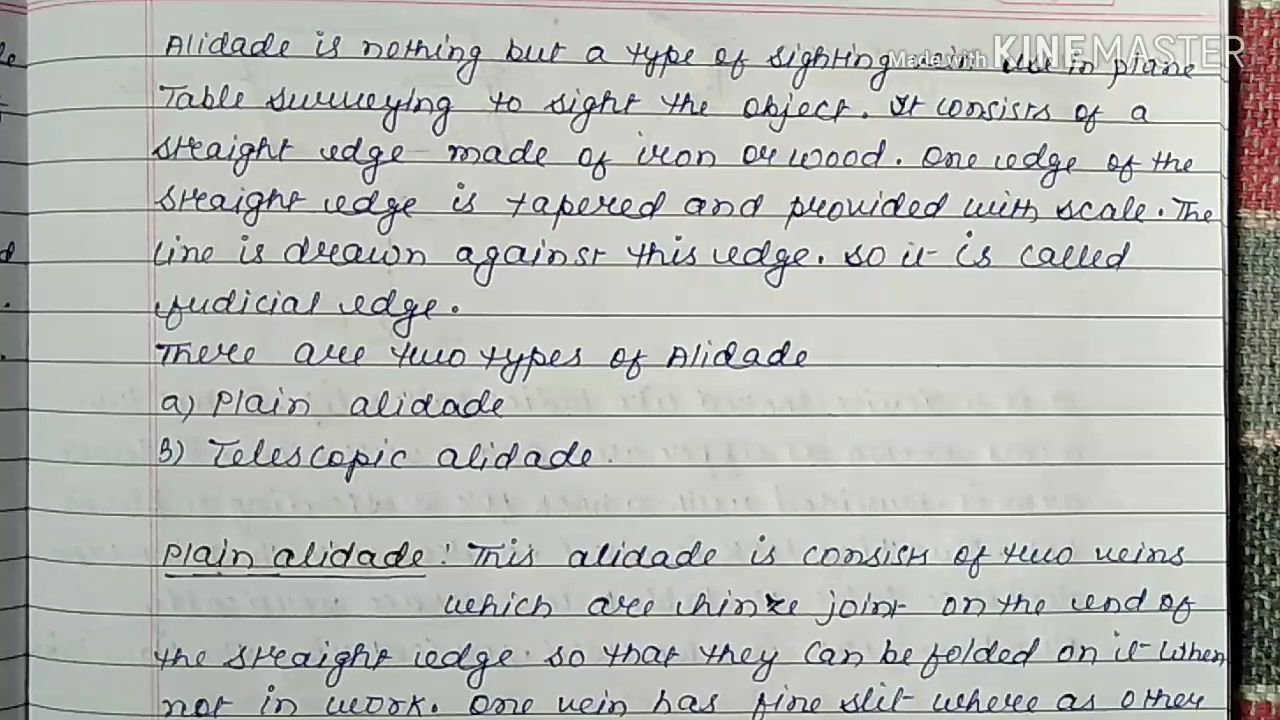 Made with KINEMASTER
Alidade is nothing but a type of sighting use in plane
Table surveying to sight the object. It consists of a
straight edge made of iron or wood. One edge of the
straight edge is tapered and provided with scale. The
line is drawn against this edge. so it is called
fudicial edge.
There are two types of Alidade
a) Plain alidade
B) Telescopic alidade.
Plain alidade: This alidade is consists of two veins
which are chinze joint on the end of
the straight edge. so that they can be folded on it when
not in work. One vein has fine slit where as other